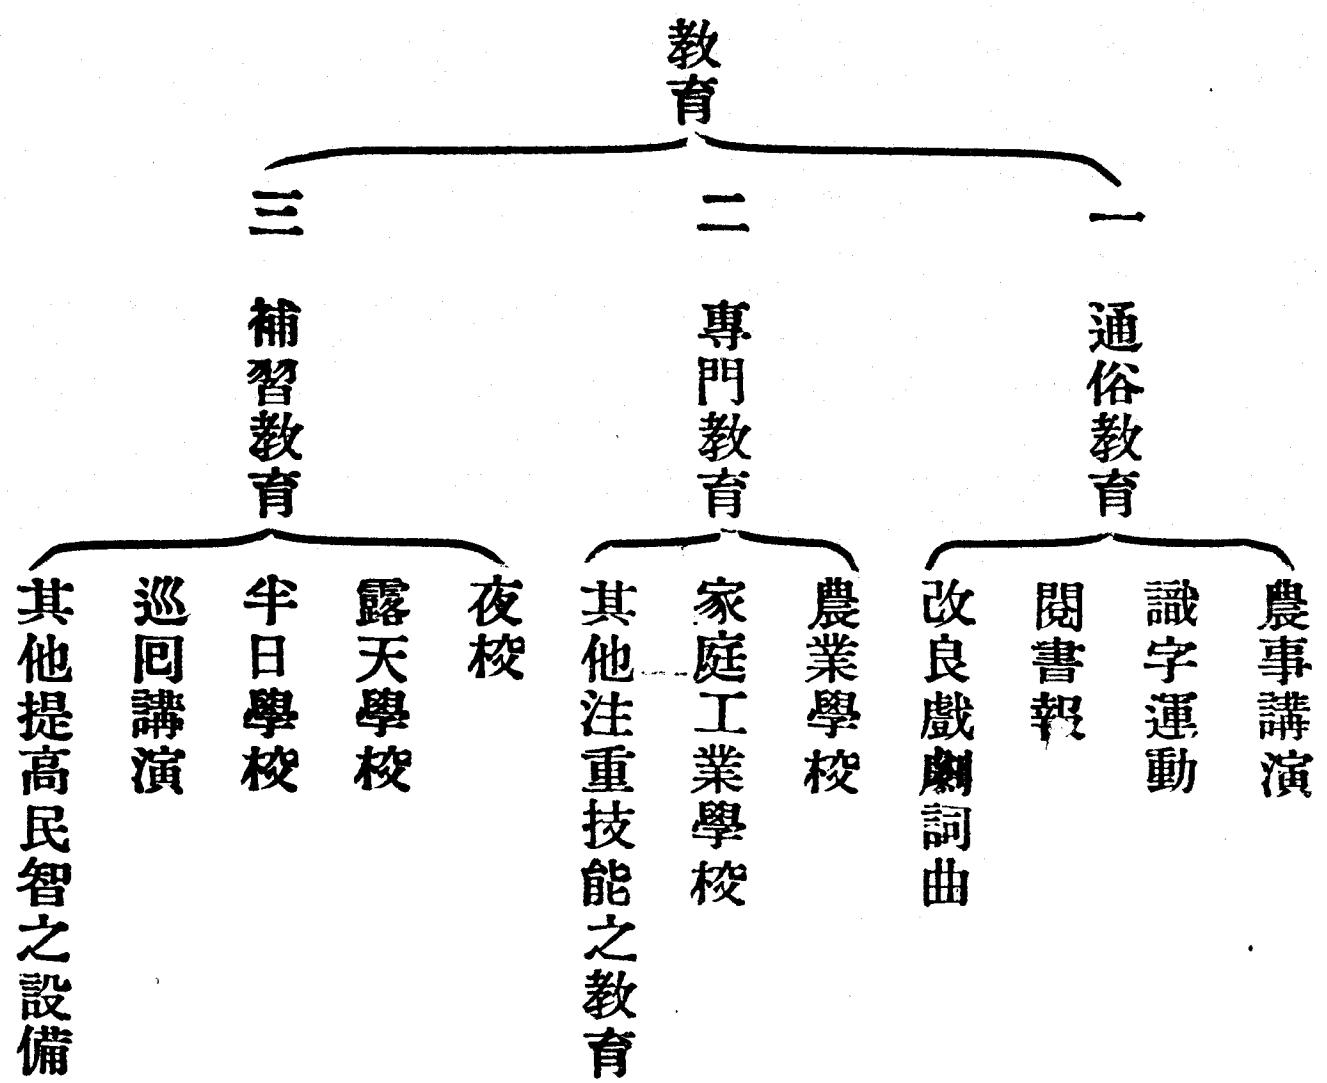 教育
一 通俗教育
農事講演
識字運動
閱書報
改良戲劇詞曲
二 專門教育
農業學校
家庭工業學校
其他注重技能之教育
三 補習教育
夜校
露天學校
半日學校
巡回講演
其他提高民智之設備